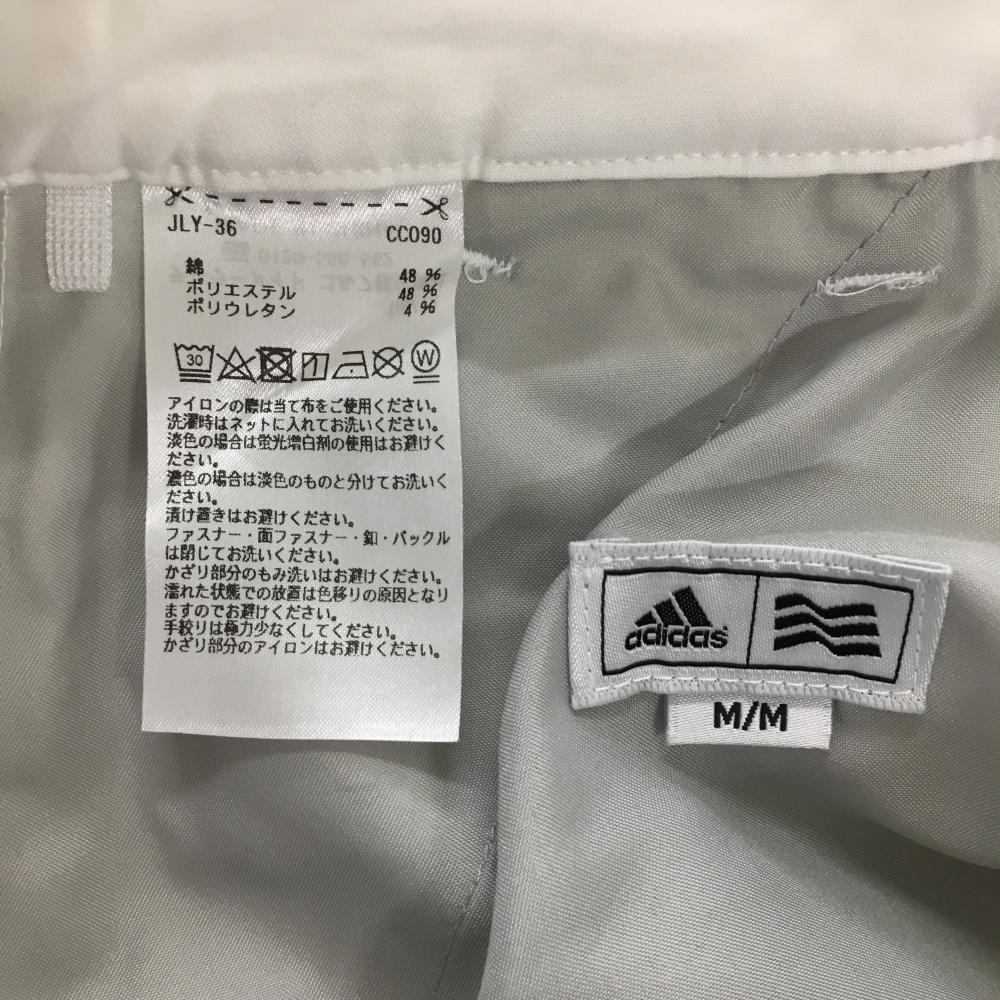 JLY-36 CC090
綿 48 %
ポリエステル 48 %
ポリウレタン 4 %
30 W
アイロンの際は当て布をご使用ください。
洗濯時はネットに入れてお洗いください。
淡色の場合は蛍光増白剤の使用はお避けく
ださい。
濃色の場合は淡色のものと分けてお洗いく
ださい。
漬け置きはお避けください。
ファスナー・面ファスナー・釦・バックル
は閉じてお洗いください。
かざり部分のもみ洗いはお避けください。
濡れた状態での放置は色移りの原因となり
ますのでお避けください。
手絞りは極力少なくしてください。
かざり部分のアイロンはお避けください。
adidas
M/M